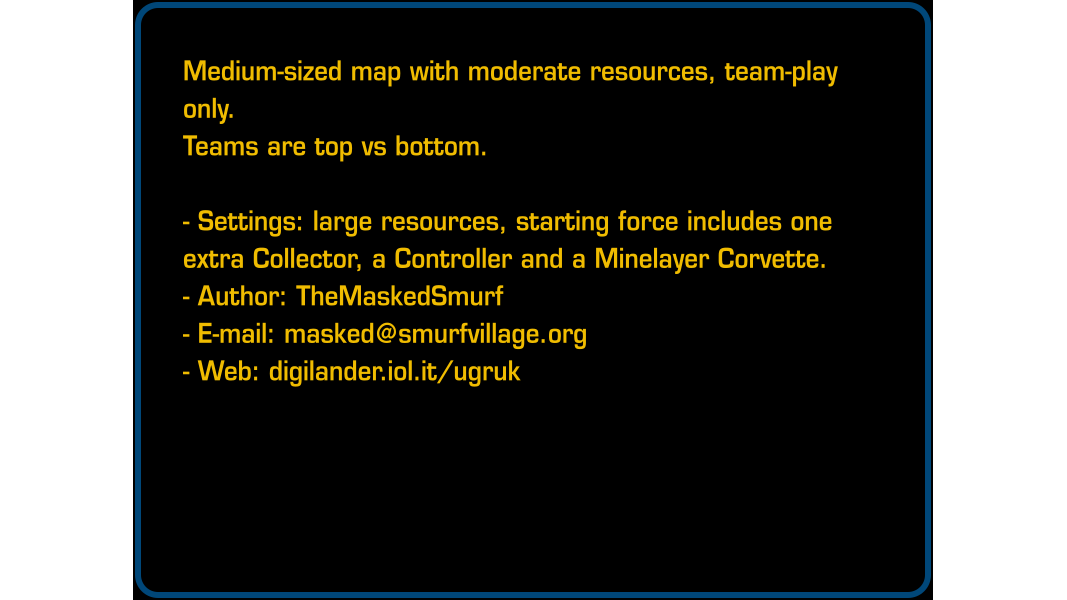 Medium-sized map with moderate resources, team-play
only.
Teams are top vs bottom.
- Settings: large resources, starting force includes one
extra Collector, a Controller and a Minelayer Corvette.
- Author: TheMaskedSmurf
- E-mail: masked@smurfvillage.org
- Web: digilander.iol.it/ugruk